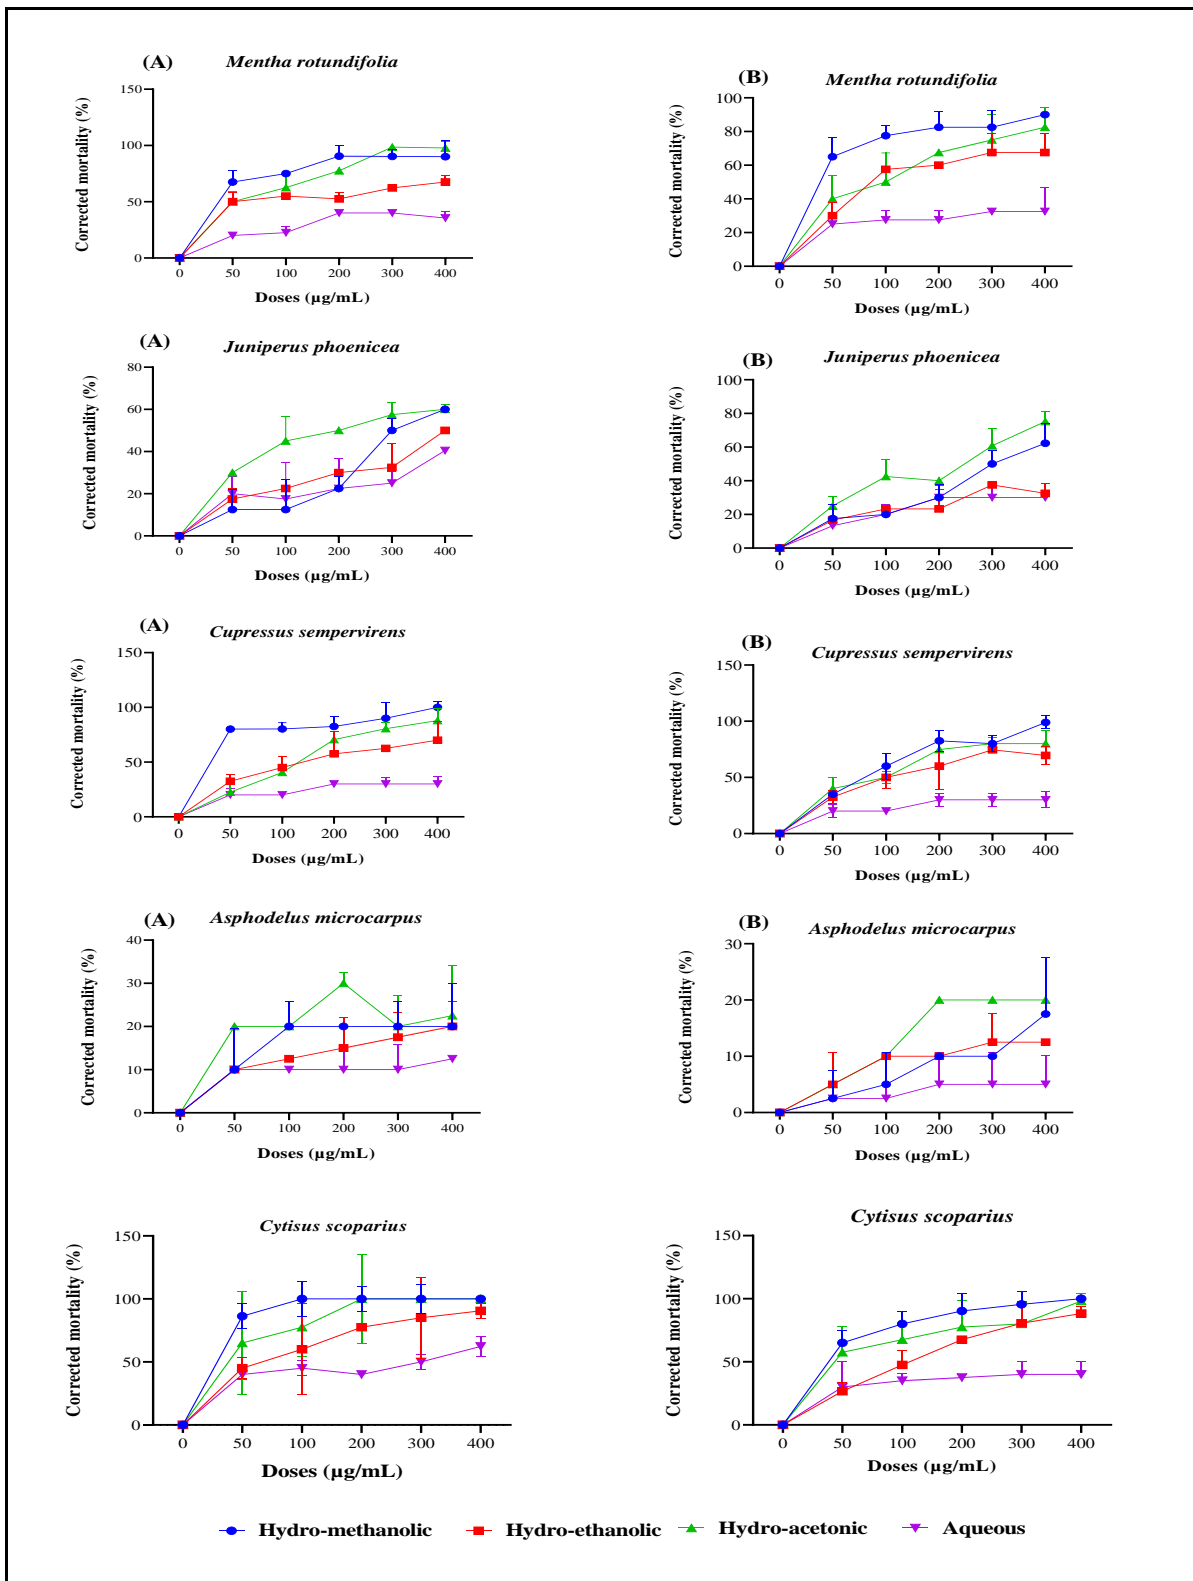 (A) Mentha rotundifolia
Corrected mortality (%)
150
100
50
0
0 50 100 200 300 400
Doses (µg/mL)
(B) Mentha rotundifolia
Corrected mortality (%)
100
80
60
40
20
0
0 50 100 200 300 400
Doses (µg/mL)
(A) Juniperus phoenicea
Corrected mortality (%)
80
60
40
20
0
0 50 100 200 300 400
Doses (µg/mL)
(B) Juniperus phoenicea
Corrected mortality (%)
100
80
60
40
20
0
0 50 100 200 300 400
Doses (µg/mL)
(A) Cupressus sempervirens
Corrected mortality (%)
150
100
50
0
0 50 100 200 300 400
Doses (µg/mL)
(B) Cupressus sempervirens
Corrected mortality (%)
150
100
50
0
0 50 100 200 300 400
Doses (µg/mL)
(A) Asphodelus microcarpus
Corrected mortality (%)
40
30
20
10
0
0 50 100 200 300 400
Doses (µg/mL)
(B) Asphodelus microcarpus
Corrected mortality (%)
30
20
10
0
0 50 100 200 300 400
Doses (µg/mL)
Cytisus scoparius
Corrected mortality (%)
150
100
50
0
0 50 100 200 300 400
Doses (µg/mL)
Cytisus scoparius
Corrected mortality (%)
150
100
50
0
0 50 100 200 300 400
Doses (µg/mL)
Hydro-methanolic Hydro-ethanolic Hydro-acetonic Aqueous